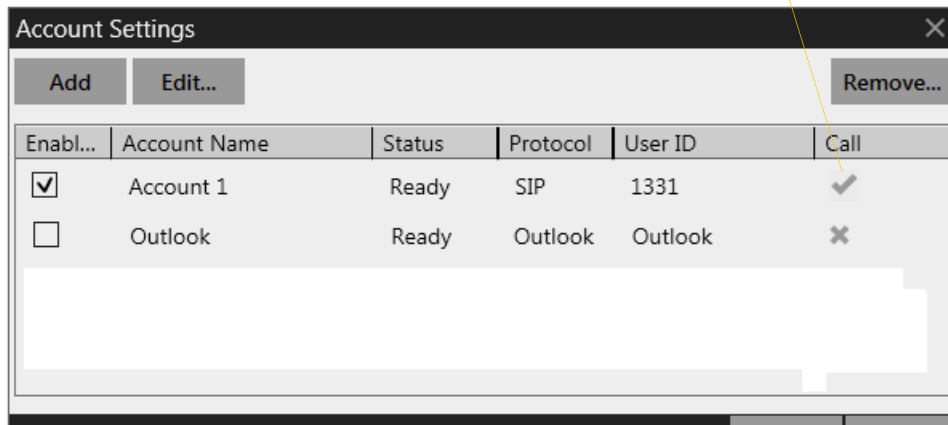 Account Settings
Add Edit... Remove...
Enabl... Account Name Status Protocol User ID Call
Account 1 Ready SIP 1331
Outlook Ready Outlook Outlook